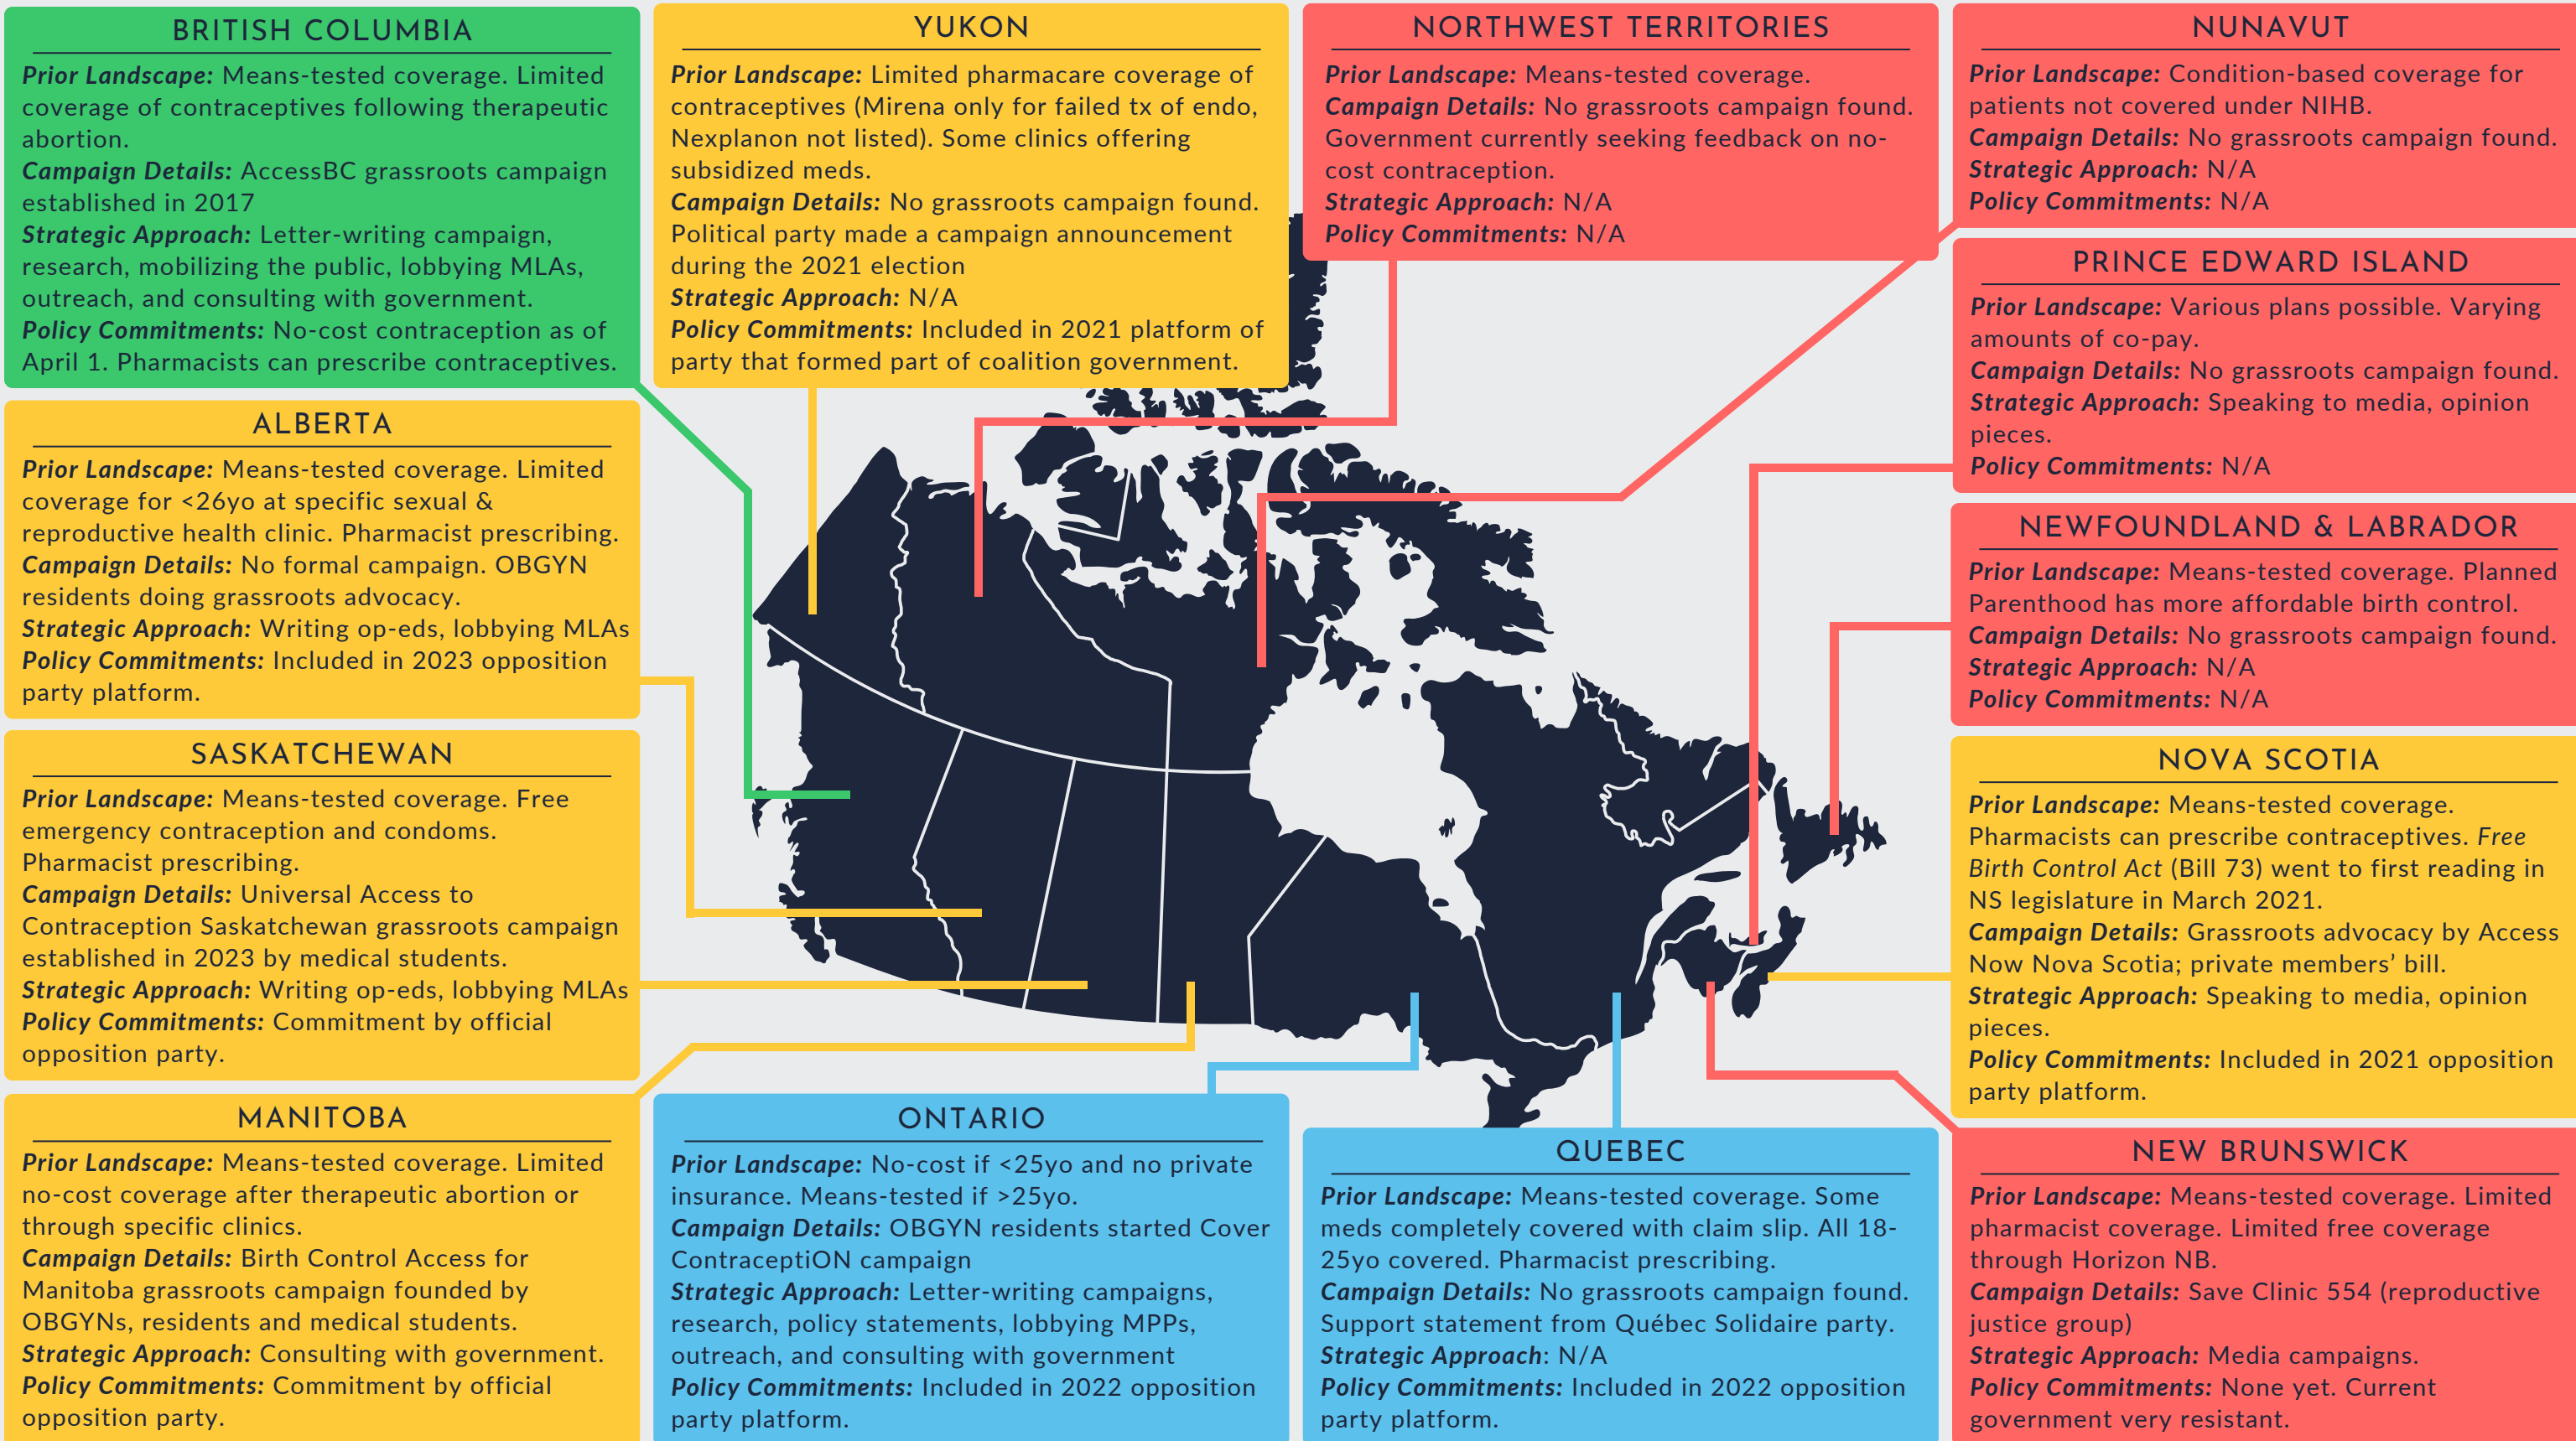 BRITISH COLUMBIA
Prior Landscape: Means-tested coverage. Limited
coverage of contraceptives following therapeutic
abortion.
Campaign Details: AccessBC grassroots campaign
established in 2017
Strategic Approach: Letter-writing campaign,
research, mobilizing the public, lobbying MLAs,
outreach, and consulting with government.
Policy Commitments: No-cost contraception as of
April 1. Pharmacists can prescribe contraceptives.
YUKON
Prior Landscape: Limited pharmacare coverage of
contraceptives (Mirena only for failed tx of endo,
Nexplanon not listed). Some clinics offering
subsidized meds.
Campaign Details: No grassroots campaign found.
Political party made a campaign announcement
during the 2021 election
Strategic Approach: N/A
Policy Commitments: Included in 2021 platform of
party that formed part of coalition government.
NORTHWEST TERRITORIES
Prior Landscape: Means-tested coverage.
Campaign Details: No grassroots campaign found.
Government currently seeking feedback on no-
cost contraception.
Strategic Approach: N/A
Policy Commitments: N/A
NUNAVUT
Prior Landscape: Condition-based coverage for
patients not covered under NIHB.
Campaign Details: No grassroots campaign found.
Strategic Approach: N/A
Policy Commitments: N/A
PRINCE EDWARD ISLAND
Prior Landscape: Various plans possible. Varying
amounts of co-pay.
Campaign Details: No grassroots campaign found.
Strategic Approach: Speaking to media, opinion
pieces.
Policy Commitments: N/A
ALBERTA
Prior Landscape: Means-tested coverage. Limited
coverage for <26yo at specific sexual &
reproductive health clinic. Pharmacist prescribing.
Campaign Details: No formal campaign. OBGYN
residents doing grassroots advocacy.
Strategic Approach: Writing op-eds, lobbying MLAs
Policy Commitments: Included in 2023 opposition
party platform.
NEWFOUNDLAND & LABRADOR
Prior Landscape: Means-tested coverage. Planned
Parenthood has more affordable birth control.
Campaign Details: No grassroots campaign found.
Strategic Approach: N/A
Policy Commitments: N/A
SASKATCHEWAN
Prior Landscape: Means-tested coverage. Free
emergency contraception and condoms.
Pharmacist prescribing.
Campaign Details: Universal Access to
Contraception Saskatchewan grassroots campaign
established in 2023 by medical students.
Strategic Approach: Writing op-eds, lobbying MLAs
Policy Commitments: Commitment by official
opposition party.
NOVA SCOTIA
Prior Landscape: Means-tested coverage.
Pharmacists can prescribe contraceptives. Free
Birth Control Act (Bill 73) went to first reading in
NS legislature in March 2021.
Campaign Details: Grassroots advocacy by Access
Now Nova Scotia; private members’ bill.
Strategic Approach: Speaking to media, opinion
pieces.
Policy Commitments: Included in 2021 opposition
party platform.
MANITOBA
Prior Landscape: Means-tested coverage. Limited
no-cost coverage after therapeutic abortion or
through specific clinics.
Campaign Details: Birth Control Access for
Manitoba grassroots campaign founded by
OBGYNs, residents and medical students.
Strategic Approach: Consulting with government.
Policy Commitments: Commitment by official
opposition party.
ONTARIO
Prior Landscape: No-cost if <25yo and no private
insurance. Means-tested if >25yo.
Campaign Details: OBGYN residents started Cover
ContraceptiON campaign
Strategic Approach: Letter-writing campaigns,
research, policy statements, lobbying MPPs,
outreach, and consulting with government
Policy Commitments: Included in 2022 opposition
party platform.
QUEBEC
Prior Landscape: Means-tested coverage. Some
meds completely covered with claim slip. All 18-
25yo covered. Pharmacist prescribing.
Campaign Details: No grassroots campaign found.
Support statement from Québec Solidaire party.
Strategic Approach: N/A
Policy Commitments: Included in 2022 opposition
party platform.
NEW BRUNSWICK
Prior Landscape: Means-tested coverage. Limited
pharmacist coverage. Limited free coverage
through Horizon NB.
Campaign Details: Save Clinic 554 (reproductive
justice group)
Strategic Approach: Media campaigns.
Policy Commitments: None yet. Current
government very resistant.